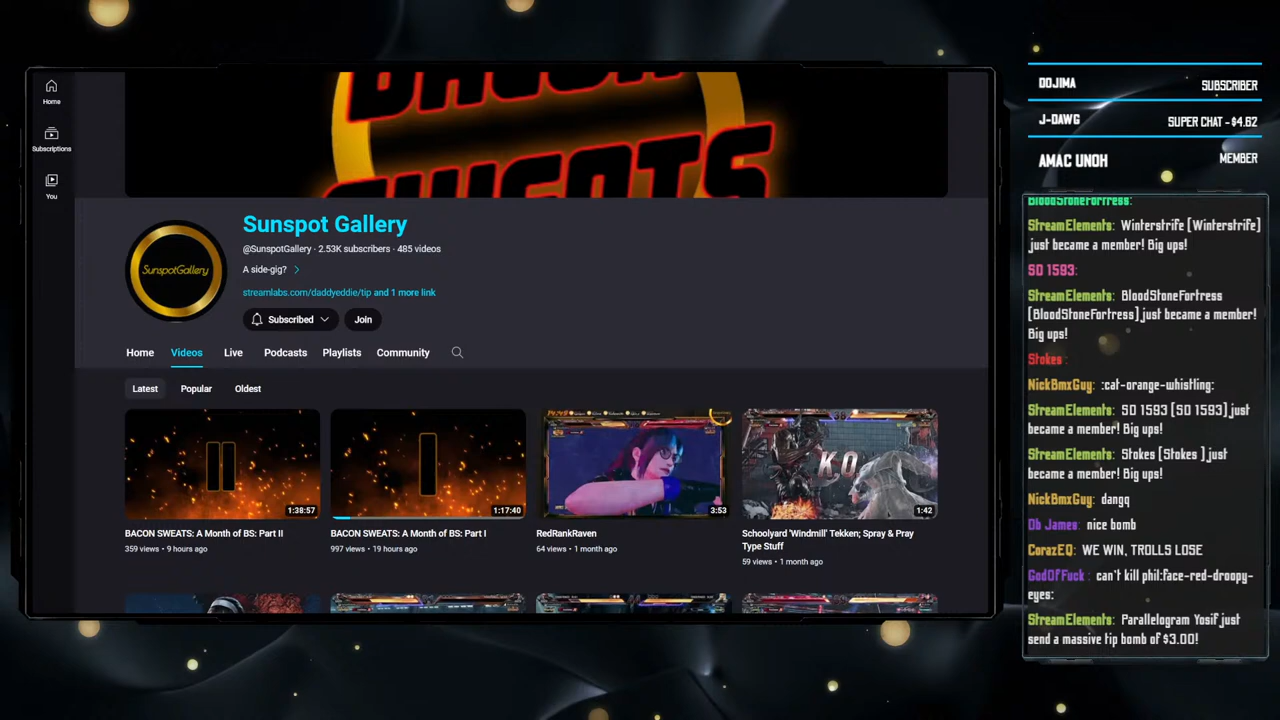 BACON
SWEATS
Home
Subscriptions
You
SunspotGallery
Sunspot Gallery
@SunspotGallery · 2.53K subscribers · 485 videos
A side-gig?
streamlabs.com/daddyeddie/tip and 1 more link
Subscribed
Join
Home
Videos
Live
Podcasts
Playlists
Community
Latest
Popular
Oldest
1:38:57
BACON SWEATS: A Month of BS: Part II
359 views · 9 hours ago
1:17:40
BACON SWEATS: A Month of BS: Part I
997 views · 19 hours ago
3:53
RedRankRaven
64 views · 1 month ago
K.O
1:42
Schoolyard 'Windmill' Tekken; Spray & Pray
Type Stuff
59 views · 1 month ago
DOJIMA SUBSCRIBER
J-DAWG SUPER CHAT - $4.62
AMAC UNOH MEMBER
BloodStoneFortress:
StreamElements: Winterstrife [Winterstrife]
just became a member! Big ups!
SD 1593:
StreamElements: BloodStoneFortress
[BloodStoneFortress] just became a member!
Big ups!
Stokes :
NickBmxGuy: :cat-orange-whistling:
StreamElements: SD 1593 [SD 1593] just
became a member! Big ups!
StreamElements: Stokes [Stokes ] just
became a member! Big ups!
NickBmxGuy: dangq
Ob James: nice bomb
CorazEQ: WE WIN, TROLLS LOSE
GodOfFuck: can't kill phil:face-red-droopy-
eyes:
StreamElements: Parallelogram Yosif just
send a massive tip bomb of $3.00!